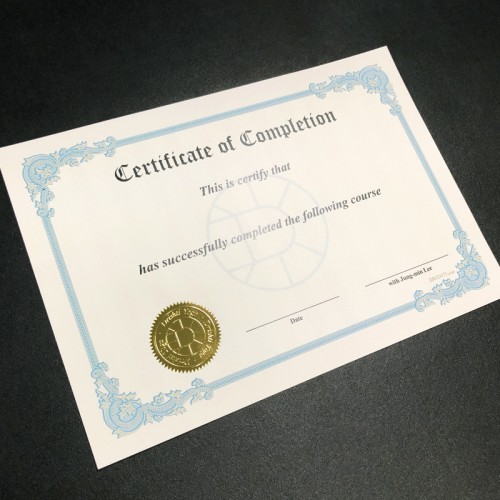 Certificate of Completion
This is certify that
has successfully completed the following course
Date
with Jung-min Lee